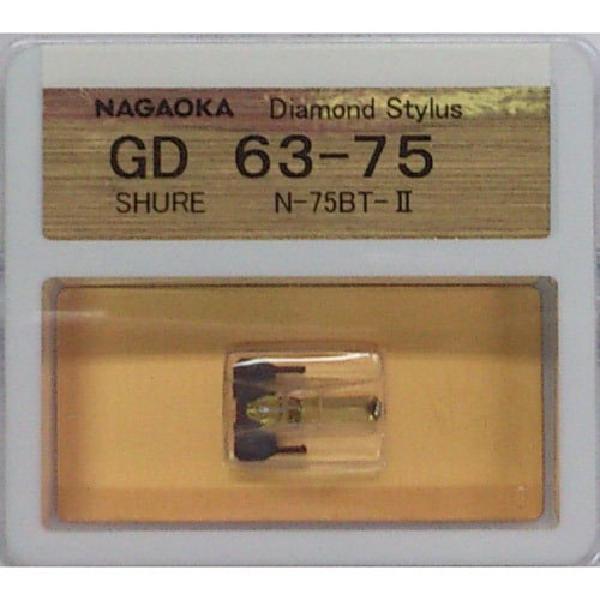 NAGAOKA Diamond Stylus
GD 63-75
SHURE N-75BT-II